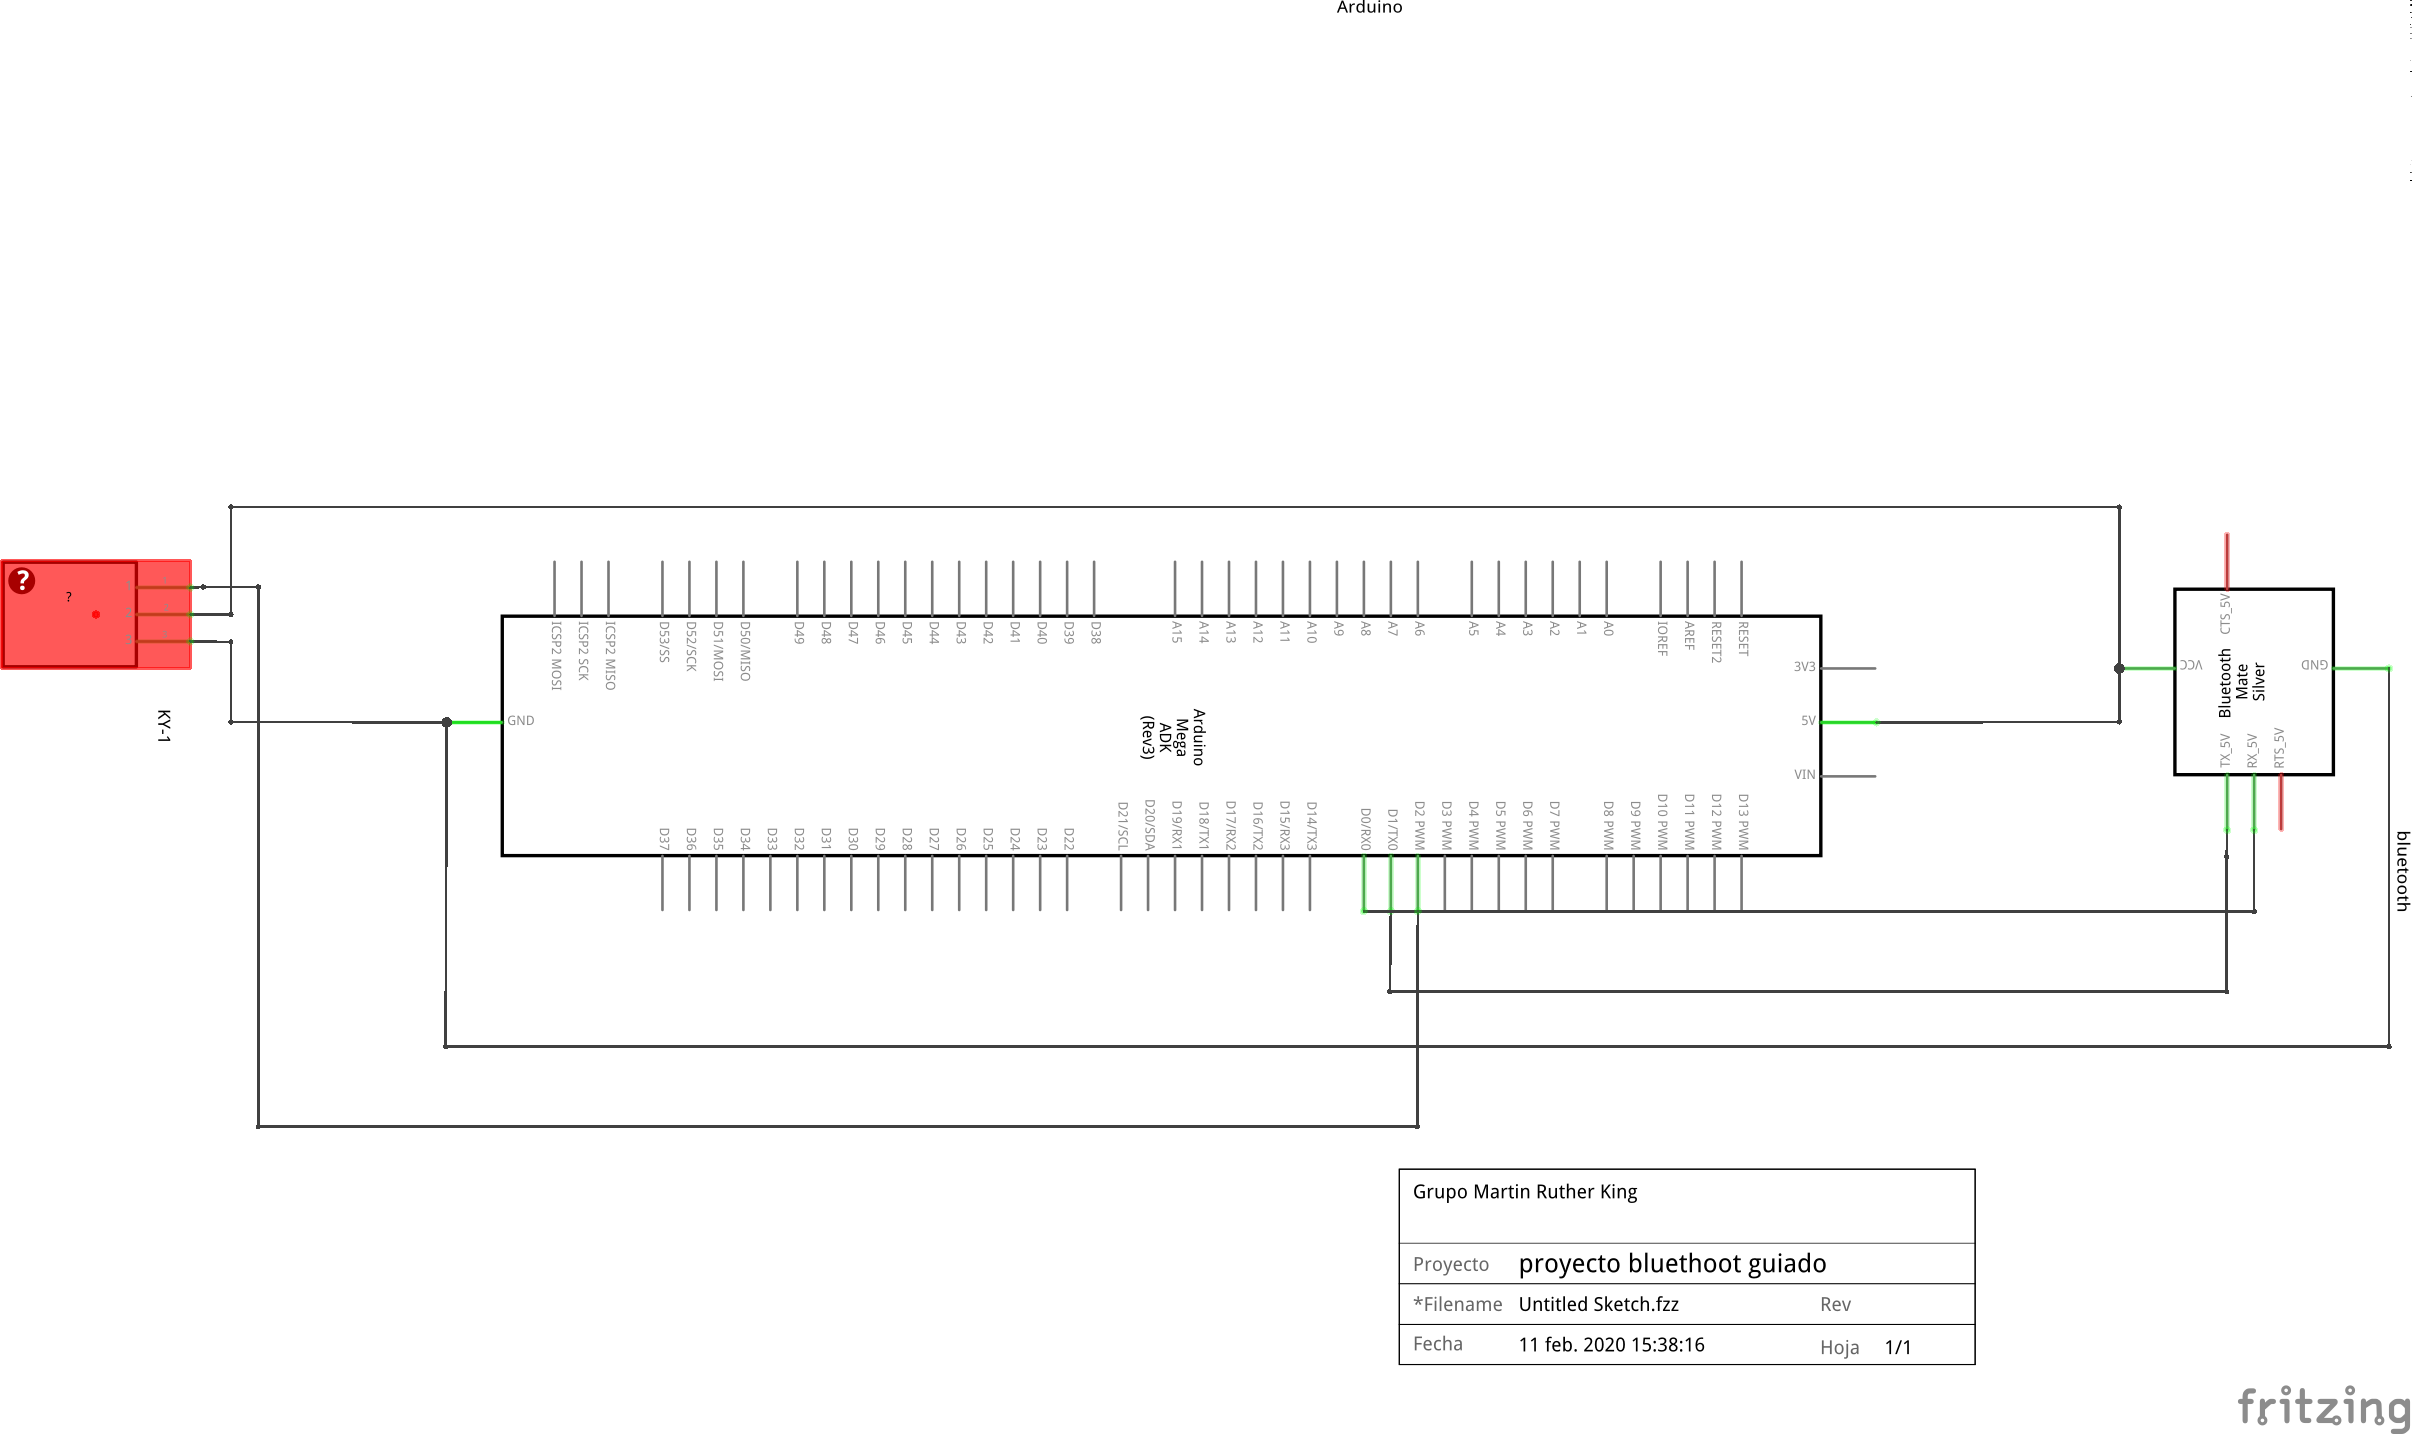 Arduino
?
?
KY-1
ICSP2 MOSI
ICSP2 SCK
ICSP2 MISO
D53/SS
D52/SCK
D51/MOSI
D50/MISO
D49
D48
D47
D46
D45
D44
D43
D42
D41
D40
D39
D38
A15
A14
A13
A12
A11
A10
A9
A8
A7
A6
A5
A4
A3
A2
A1
A0
IOREF
AREF
RESET2
RESET
GND
Arduino
Mega
ADK
(Rev3)
3V3
5V
VIN
D37
D36
D35
D34
D33
D32
D31
D30
D29
D28
D27
D26
D25
D24
D23
D22
D21/SCL
D20/SDA
D19/RX1
D18/TX1
D17/RX2
D16/TX2
D15/RX3
D14/TX3
D0/RX0
D1/TX0
D2 PWM
D3 PWM
D4 PWM
D5 PWM
D6 PWM
D7 PWM
D8 PWM
D9 PWM
D10 PWM
D11 PWM
D12 PWM
D13 PWM
CTS_5V
VCC
GND
Bluetooth
Mate
Silver
TX_5V
RX_5V
RTS_5V
bluetooth
Grupo Martin Ruther King
Proyecto proyecto bluethoot guiado
*Filename Untitled Sketch.fzz Rev
Fecha 11 feb. 2020 15:38:16 Hoja 1/1
fritzing